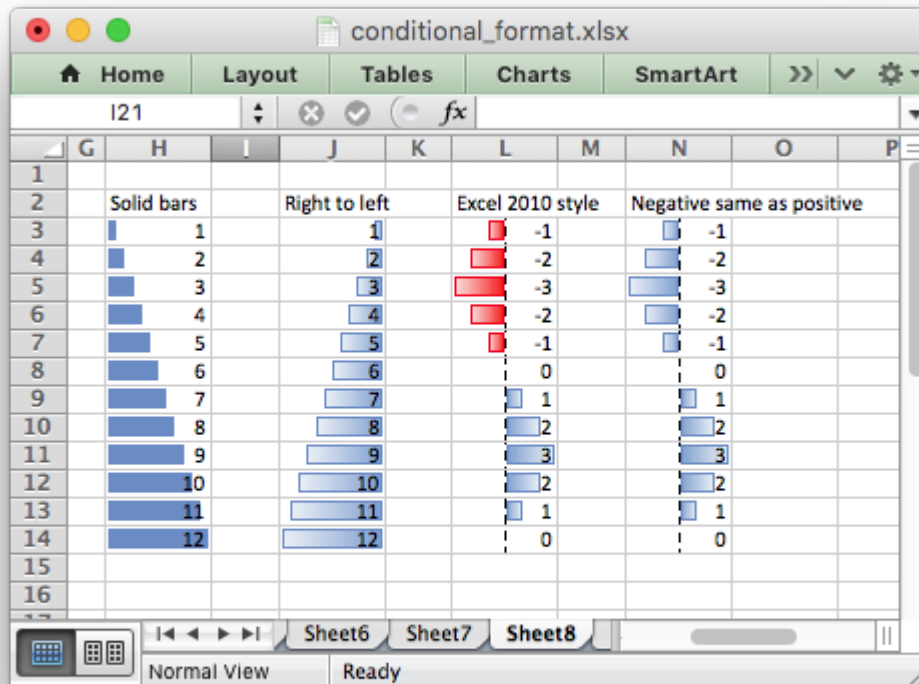 conditional_format.xlsx
Home Layout Tables Charts SmartArt
I21 fx
G H I J K L M N O P
1
2 Solid bars Right to left Excel 2010 style Negative same as positive
3 1 1 -1 -1
4 2 2 -2 -2
5 3 3 -3 -3
6 4 4 -2 -2
7 5 5 -1 -1
8 6 6 0 0
9 7 7 1 1
10 8 8 2 2
11 9 9 3 3
12 10 10 2 2
13 11 11 1 1
14 12 12 0 0
15
16
17
Sheet6 Sheet7 Sheet8
Normal View Ready